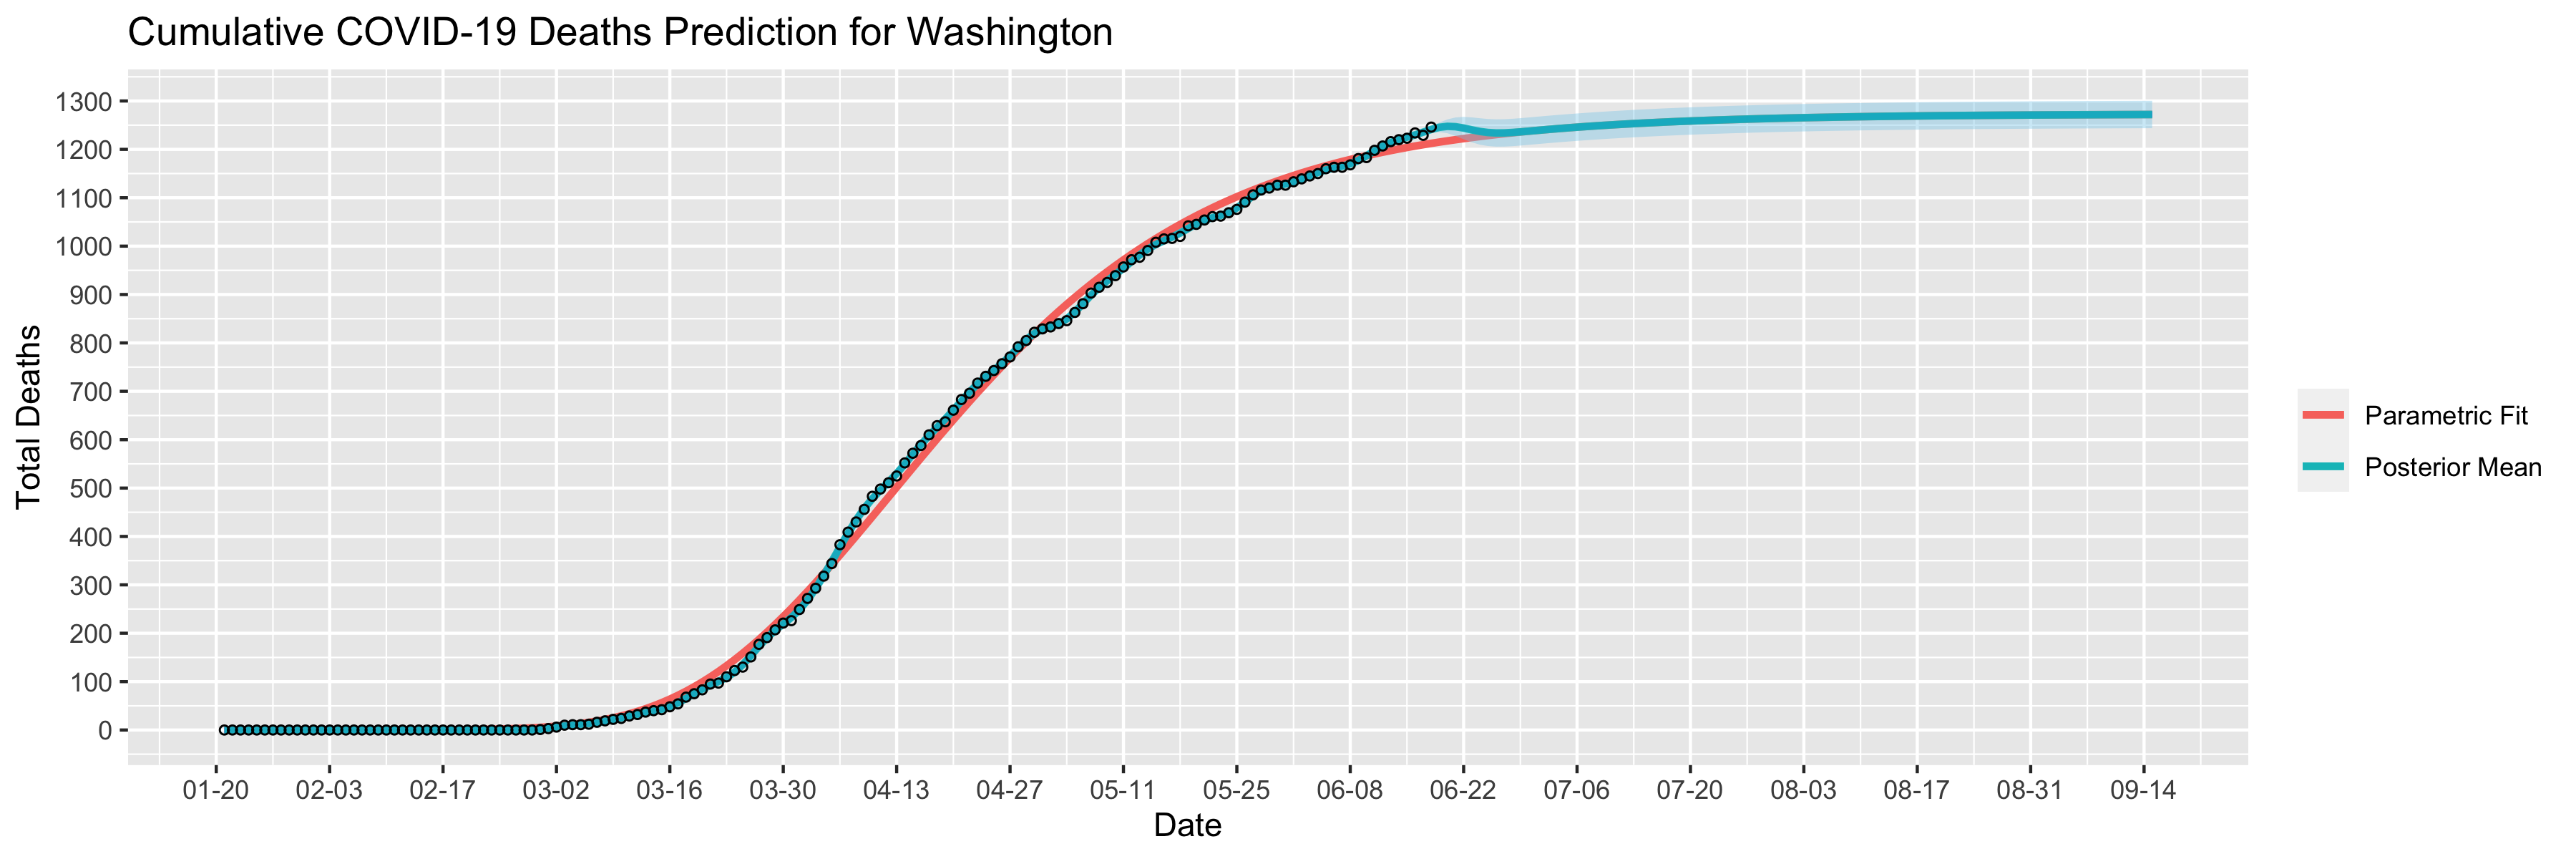 Cumulative COVID-19 Deaths Prediction for Washington
Total Deaths
1300
1200
1100
1000
900
800
700
600
500
400
300
200
100
0
01-20 02-03 02-17 03-02 03-16 03-30 04-13 04-27 05-11 05-25 06-08 06-22 07-06 07-20 08-03 08-17 08-31 09-14
Date
Parametric Fit
Posterior Mean